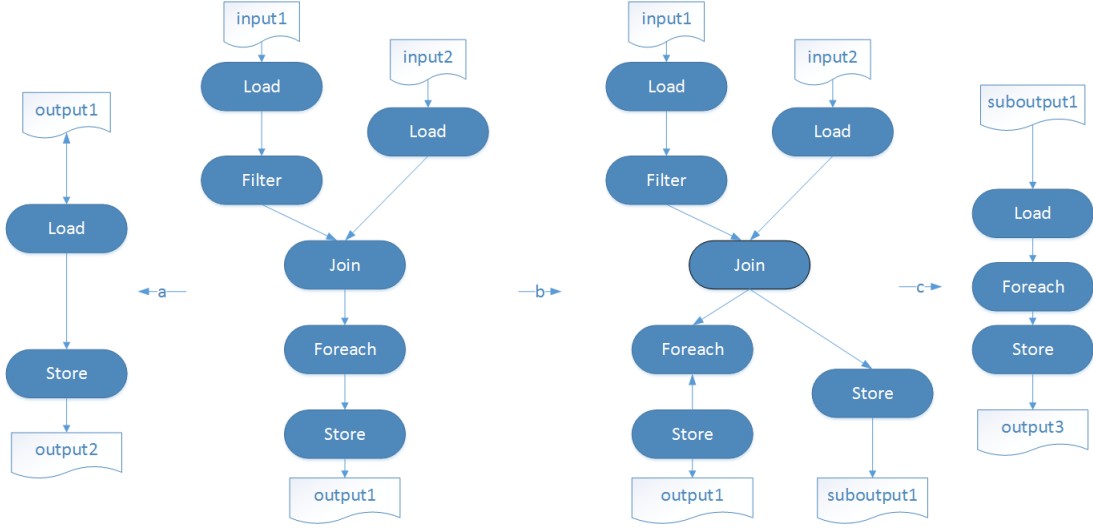 output1
Load
Store
output2
a
input1
input2
Load
Load
Filter
Join
Foreach
Store
output1
b
input1
input2
Load
Load
Filter
Join
Foreach
Store
Store
output1
suboutput1
c
suboutput1
Load
Foreach
Store
output3